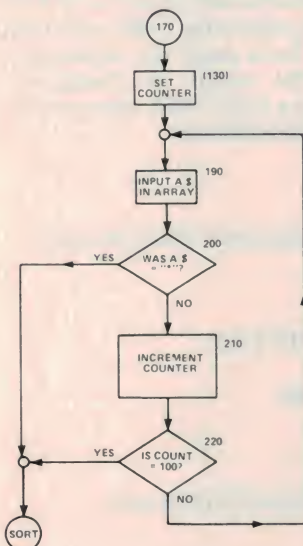 170
SET
COUNTER
(130)
190
INPUT A $
IN ARRAY
200
YES
WAS A $
= "*"?
NO
210
INCREMENT
COUNTER
220
YES
IS COUNT
= 100?
NO
SORT